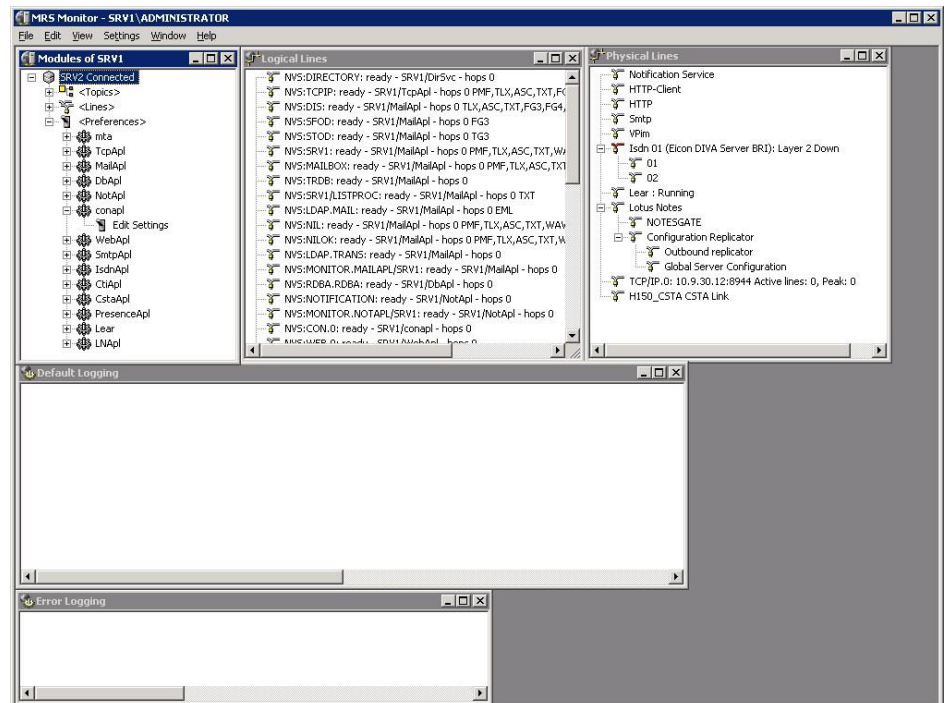 MRS Monitor - SRV1\ADMINISTRATOR
File Edit View Settings Window Help
Modules of SRV1
SRV2 Connected
<Topics>
<Lines>
<Preferences>
mta
TcpApl
MailApl
DbApl
NotApl
conapl
Edit Settings
WebApl
SmtpApl
IsdnApl
CtiApl
CstaApl
PresenceApl
Lear
LNApl
Logical Lines
NVS:DIRECTORY: ready - SRV1/DirSvc - hops 0
NVS:TCPIP: ready - SRV1/TcpApl - hops 0 PMF,TLX,ASC,TXT,FG
NVS:DIS: ready - SRV1/MailApl - hops 0 TLX,ASC,TXT,FG3,FG4,
NVS:SFOD: ready - SRV1/MailApl - hops 0 FG3
NVS:STOD: ready - SRV1/MailApl - hops 0 TG3
NVS:SRV1: ready - SRV1/MailApl - hops 0 PMF,TLX,ASC,TXT,WA
NVS:MAILBOX: ready - SRV1/MailApl - hops 0 PMF,TLX,ASC,TXT
NVS:TRDB: ready - SRV1/MailApl - hops 0
NVS:SRV1/LISTPROC: ready - SRV1/MailApl - hops 0 TXT
NVS:LDAP.MAIL: ready - SRV1/MailApl - hops 0 EML
NVS:NIL: ready - SRV1/MailApl - hops 0 PMF,TLX,ASC,TXT,WAV
NVS:NILOK: ready - SRV1/MailApl - hops 0 PMF,TLX,ASC,TXT,W
NVS:LDAP.TRANS: ready - SRV1/MailApl - hops 0
NVS:MONITOR.MAILAPL/SRV1: ready - SRV1/MailApl - hops 0
NVS:RDBA.RDBA: ready - SRV1/DbApl - hops 0
NVS:NOTIFICATION: ready - SRV1/NotApl - hops 0
NVS:MONITOR.NOTAPL/SRV1: ready - SRV1/NotApl - hops 0
NVS:CON.0: ready - SRV1/conapl - hops 0
NVS:WEB.0: ready - SRV1/WebApl - hops 0
Physical Lines
Notification Service
HTTP-Client
HTTP
Smtp
VPim
Isdn 01 (Eicon DIVA Server BRI): Layer 2 Down
01
02
Lear : Running
Lotus Notes
NOTESGATE
Configuration Replicator
Outbound replicator
Global Server Configuration
TCP/IP.0: 10.9.30.12:8944 Active lines: 0, Peak: 0
H150_CSTA CSTA Link
Default Logging
Error Logging